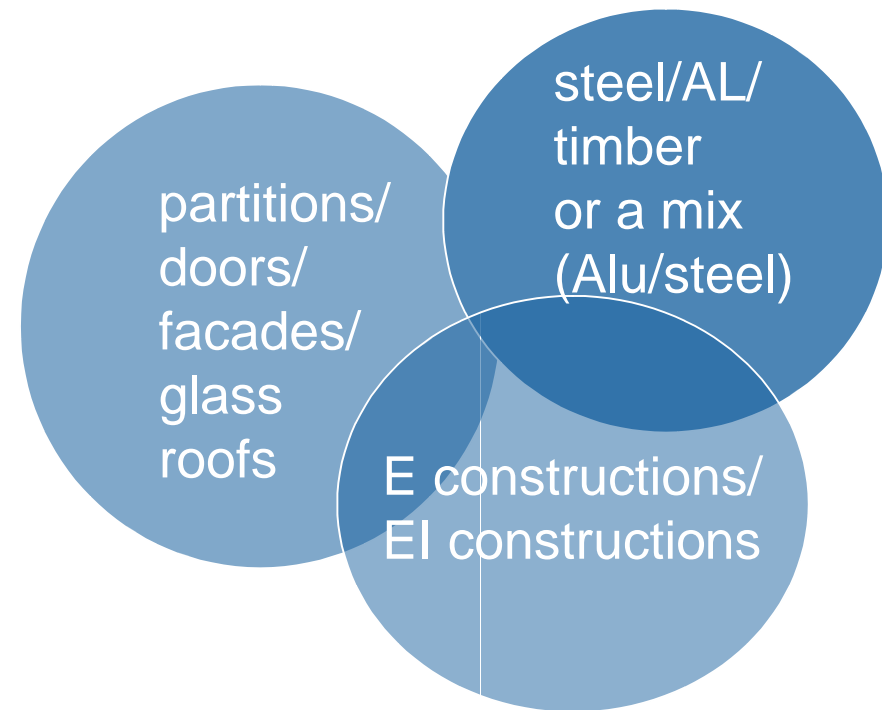 partitions/
doors/
facades/
glass
roofs
steel/AL/
timber
or a mix
(Alu/steel)
E constructions/
EI constructions